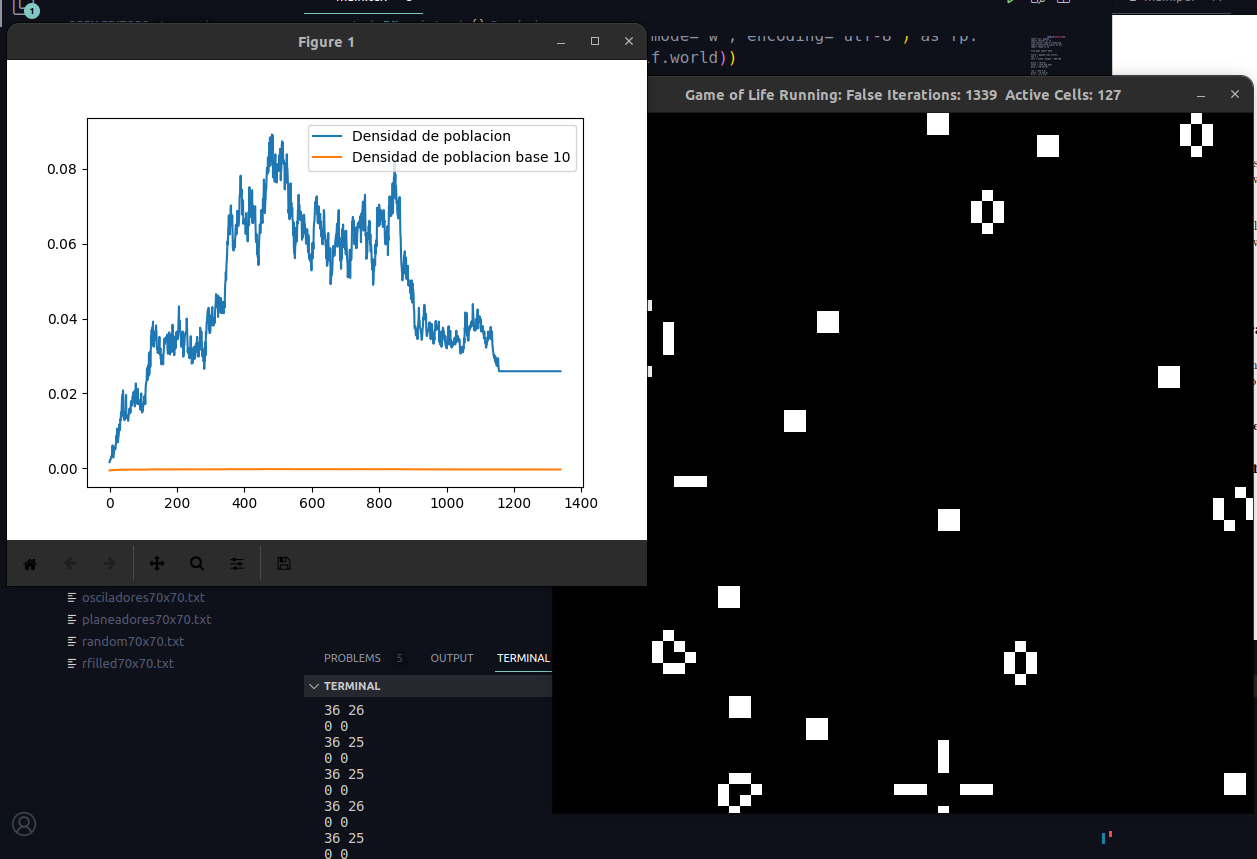 1
Figure 1
mode="w", encoding="utf-8") as fp:
f.world))
Game of Life Running: False Iterations: 1339 Active Cells: 127
Densidad de poblacion
Densidad de poblacion base 10
0.08
0.06
0.04
0.02
0.00
0 200 400 600 800 1000 1200 1400
osciladores70x70.txt
planeadores70x70.txt
random70x70.txt
rfilled70x70.txt
PROBLEMS 5 OUTPUT TERMINAL
TERMINAL
36 26
0 0
36 25
0 0
36 25
0 0
36 26
0 0
36 25
0 0